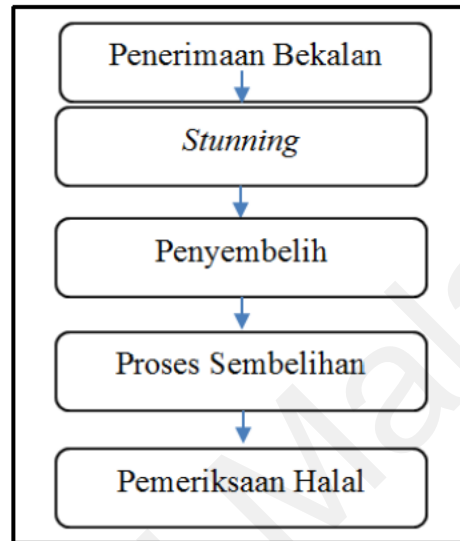 Penerimaan Bekalan
Stunning
Penyembelih
Proses Sembelihan
Pemeriksaan Halal